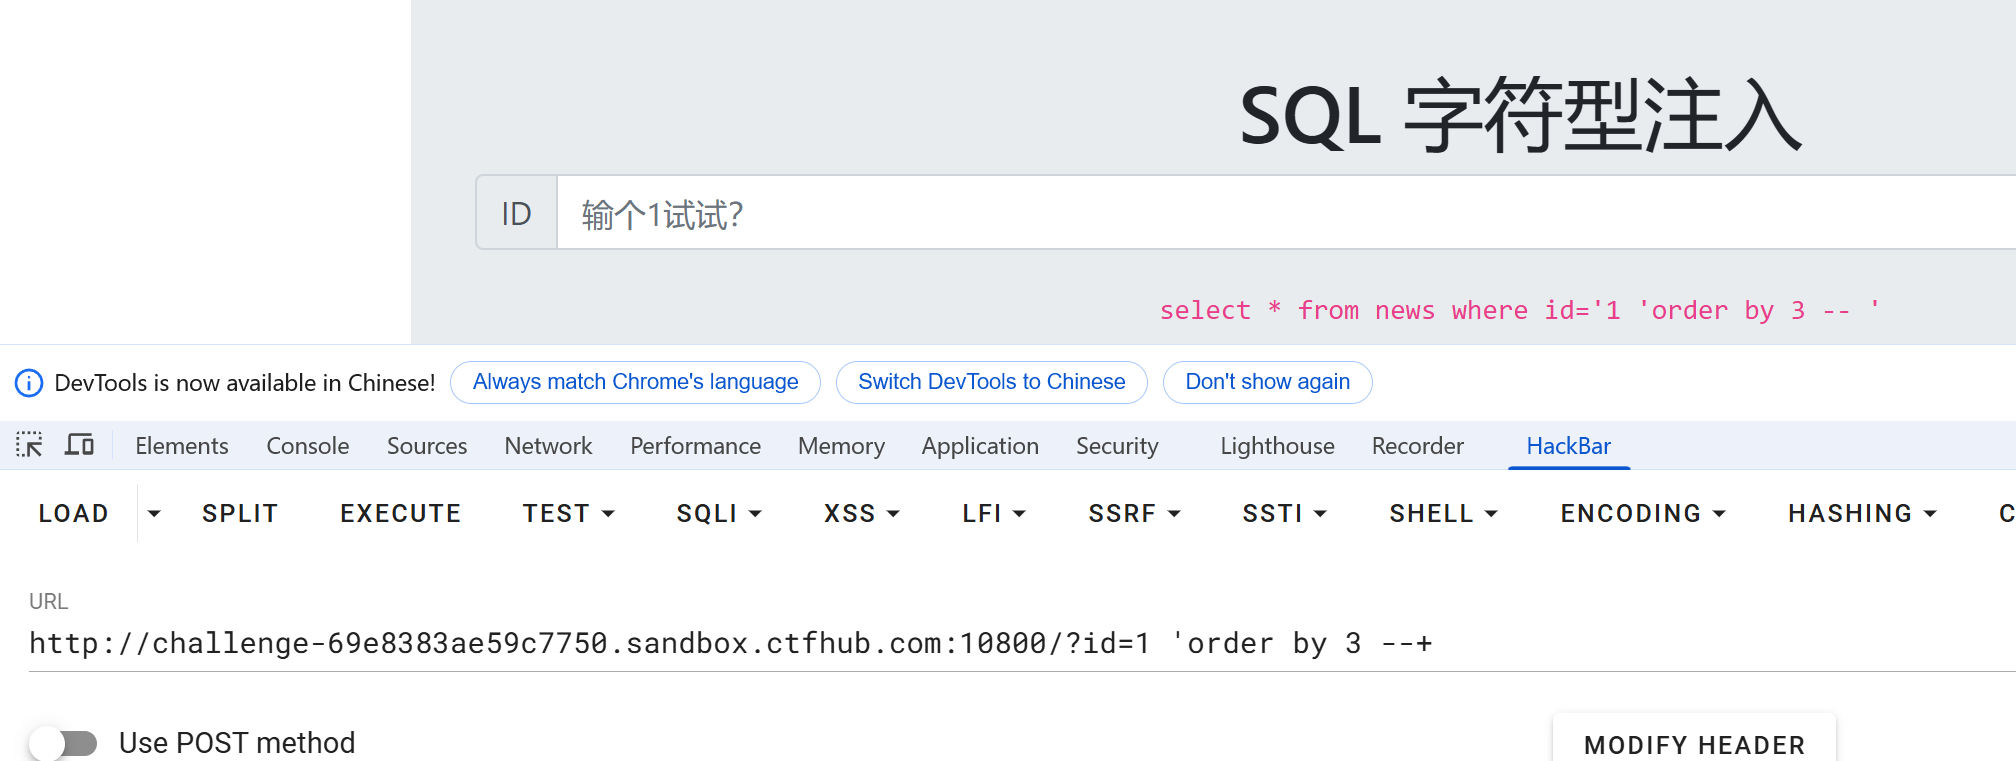 SQL 字符型注入
ID 输个1试试？
select * from news where id='1 'order by 3 -- '
DevTools is now available in Chinese! Always match Chrome's language Switch DevTools to Chinese Don't show again
Elements Console Sources Network Performance Memory Application Security Lighthouse Recorder HackBar
LOAD SPLIT EXECUTE TEST SQLI XSS LFI SSRF SSTI SHELL ENCODING HASHING
URL
http://challenge-69e8383ae59c7750.sandbox.ctfhub.com:10800/?id=1 'order by 3 --+
Use POST method MODIFY HEADER